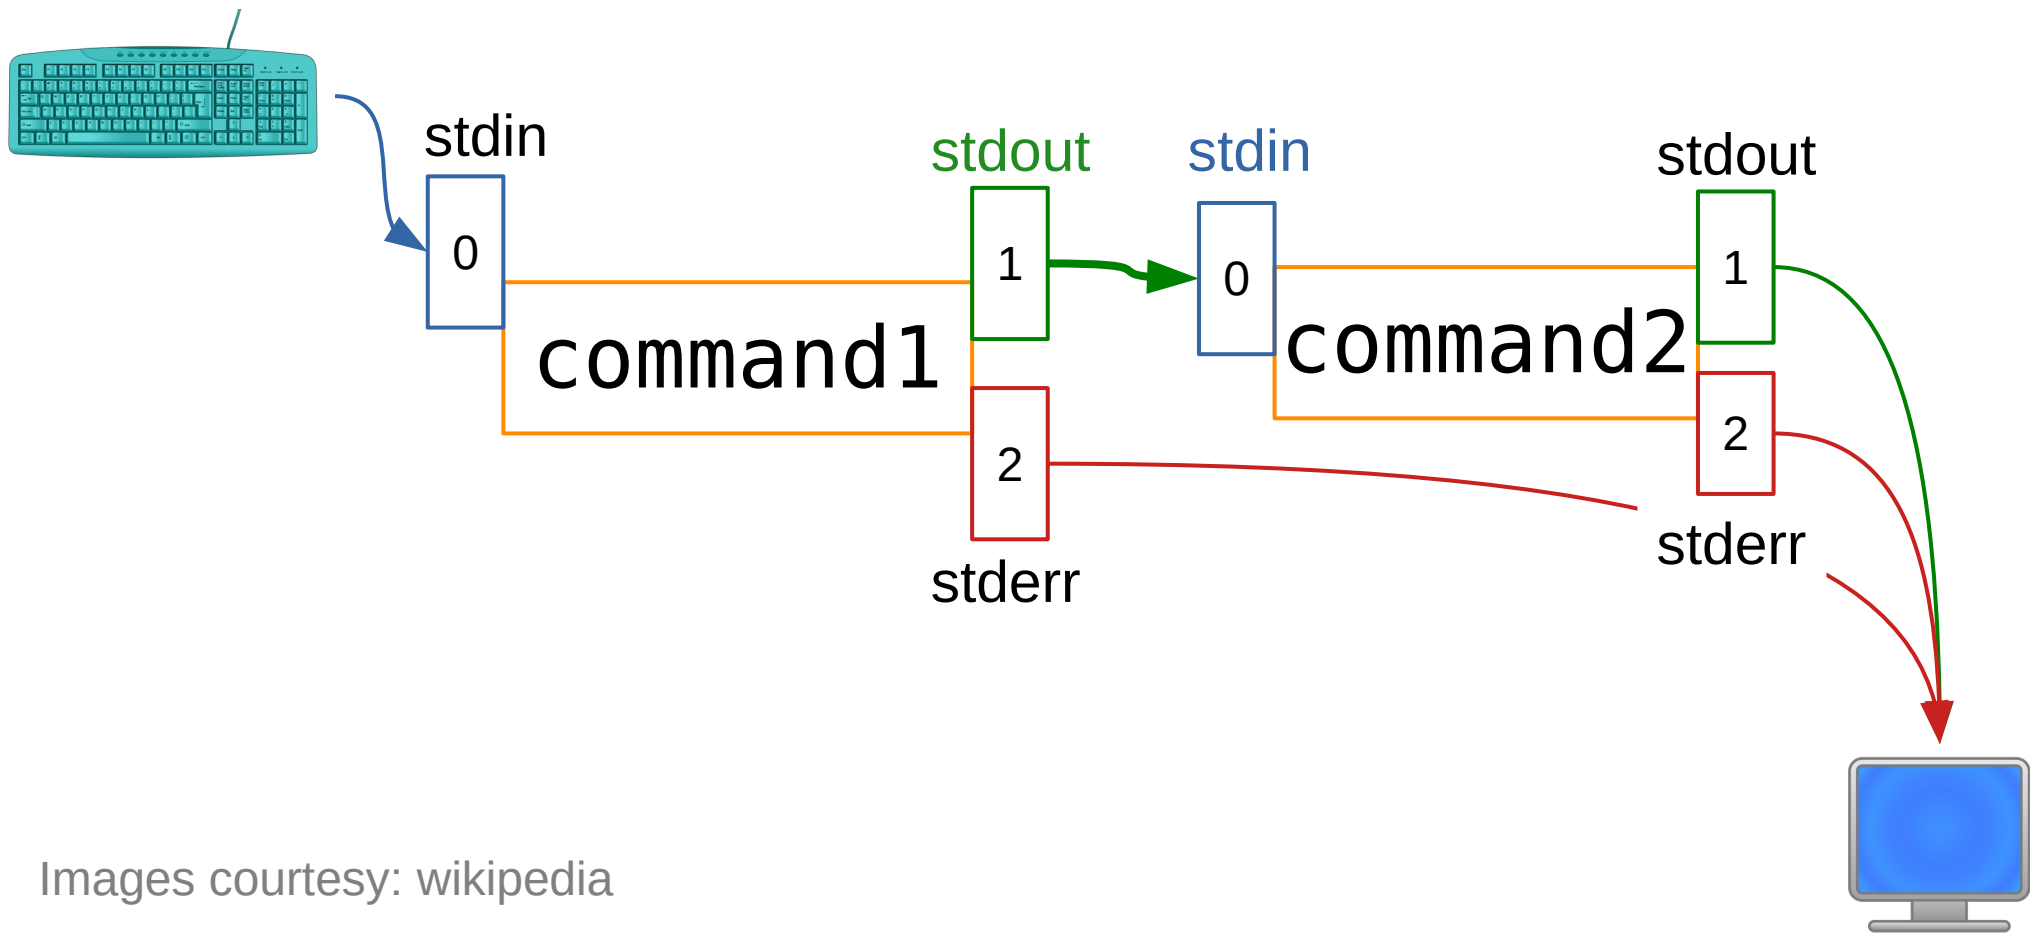 stdin
stdout
stdin
stdout
0
1
0
1
command1
command2
2
2
stderr
stderr
Images courtesy: wikipedia